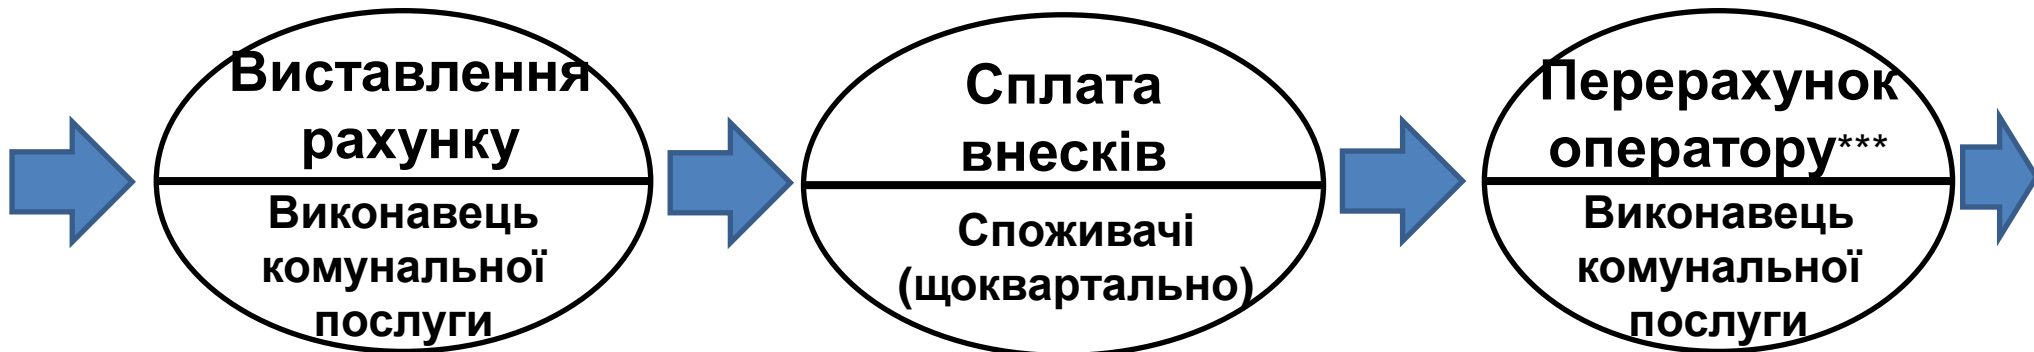 Виставлення
рахунку
Виконавець
комунальної
послуги
Сплата
внесків
Споживачі
(щоквартально)
Перерахунок
оператору***
Виконавець
комунальної
послуги